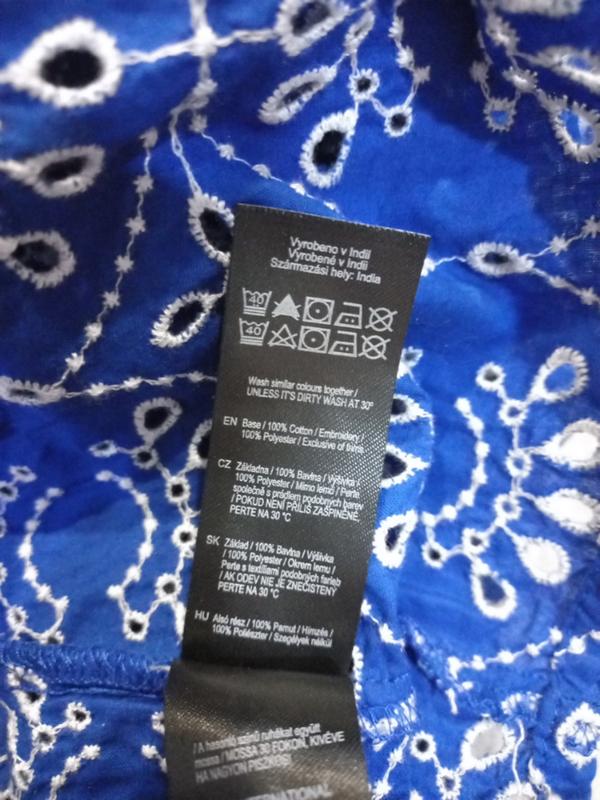 Vyrobeno v Indii
Vyrobené v Indii
Származási hely: India
40
40
Wash similar colours together /
UNLESS IT'S DIRTY WASH AT 30°
EN Base / 100% Cotton / Embroidery /
100% Polyester / Exclusive of trims
CZ Základna / 100% Bavlna / Výšivka /
100% Polyester / Mimo lemů / Perte
společně s prádlem podobných barev
/ POKUD NENÍ PŘÍLIŠ ZAŠPINĚNÉ,
PERTE NA 30 °C
SK Základ / 100% Bavlna / Výšivka
/ 100% Polyester / Okrem lemu /
Perte s textíliami podobných farieb
/ AK ODEV NIE JE ZNEČISTENÝ
PERTE NA 30 °C
HU Alsó rész / 100% Pamut / Hímzés /
100% Poliészter / Szegélyek nélkül
/ A hasonló színű ruhákat együtt
mossa / MOSSA 30 FOKON, KIVÉVE
HA NAGYON PISZKOS!